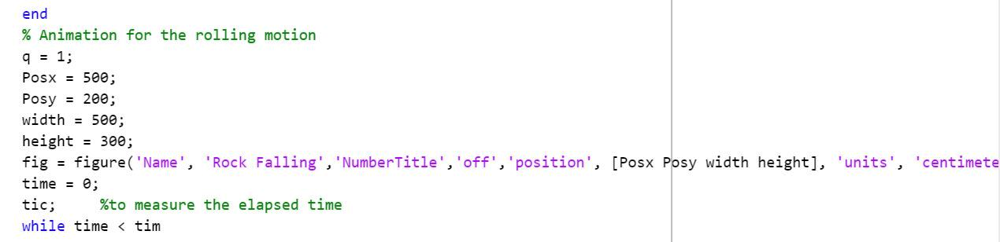 end
% Animation for the rolling motion
q = 1;
Posx = 500;
Posy = 200;
width = 500;
height = 300;
fig = figure('Name', 'Rock Falling','NumberTitle','off','position', [Posx Posy width height], 'units', 'centimete
time = 0;
tic;     %to measure the elapsed time
while time < tim